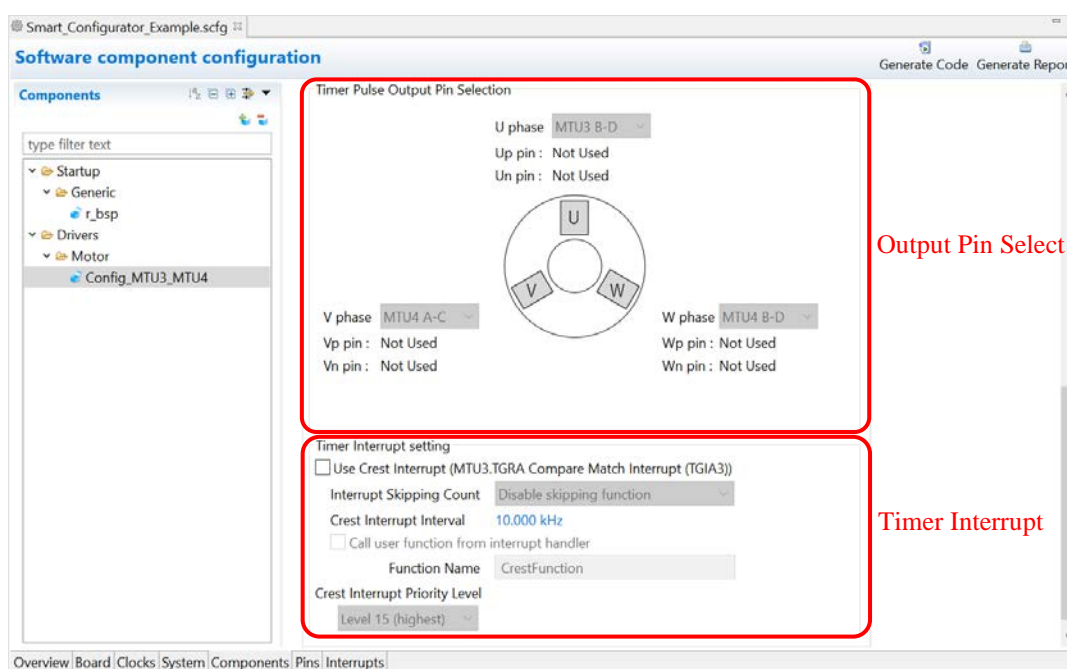 Smart_Configurator_Example.scfg
Software component configuration
Generate Code Generate Repor
Components
type filter text
Startup
Generic
r_bsp
Drivers
Motor
Config_MTU3_MTU4
Timer Pulse Output Pin Selection
U phase MTU3 B-D
Up pin : Not Used
Un pin : Not Used
U
V
W
V phase MTU4 A-C
Vp pin : Not Used
Vn pin : Not Used
W phase MTU4 B-D
Wp pin : Not Used
Wn pin : Not Used
Output Pin Select
Timer Interrupt setting
Use Crest Interrupt (MTU3.TGRA Compare Match Interrupt (TGIA3))
Interrupt Skipping Count Disable skipping function
Crest Interrupt Interval 10.000 kHz
Call user function from interrupt handler
Function Name CrestFunction
Crest Interrupt Priority Level
Level 15 (highest)
Timer Interrupt
Overview Board Clocks System Components Pins Interrupts